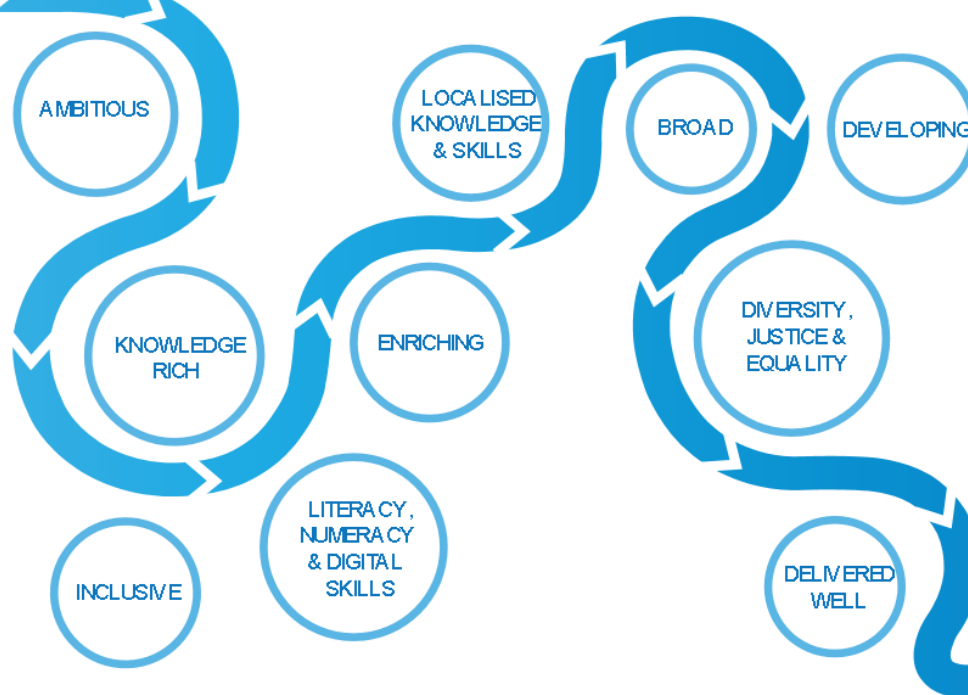 AMBITIOUS
KNOWLEDGE
RICH
INCLUSIVE
LITERACY,
NUMERACY
& DIGITAL
SKILLS
ENRICHING
LOCALISED
KNOWLEDGE
& SKILLS
BROAD
DEVELOPING
DIVERSITY,
JUSTICE &
EQUALITY
DELIVERED
WELL